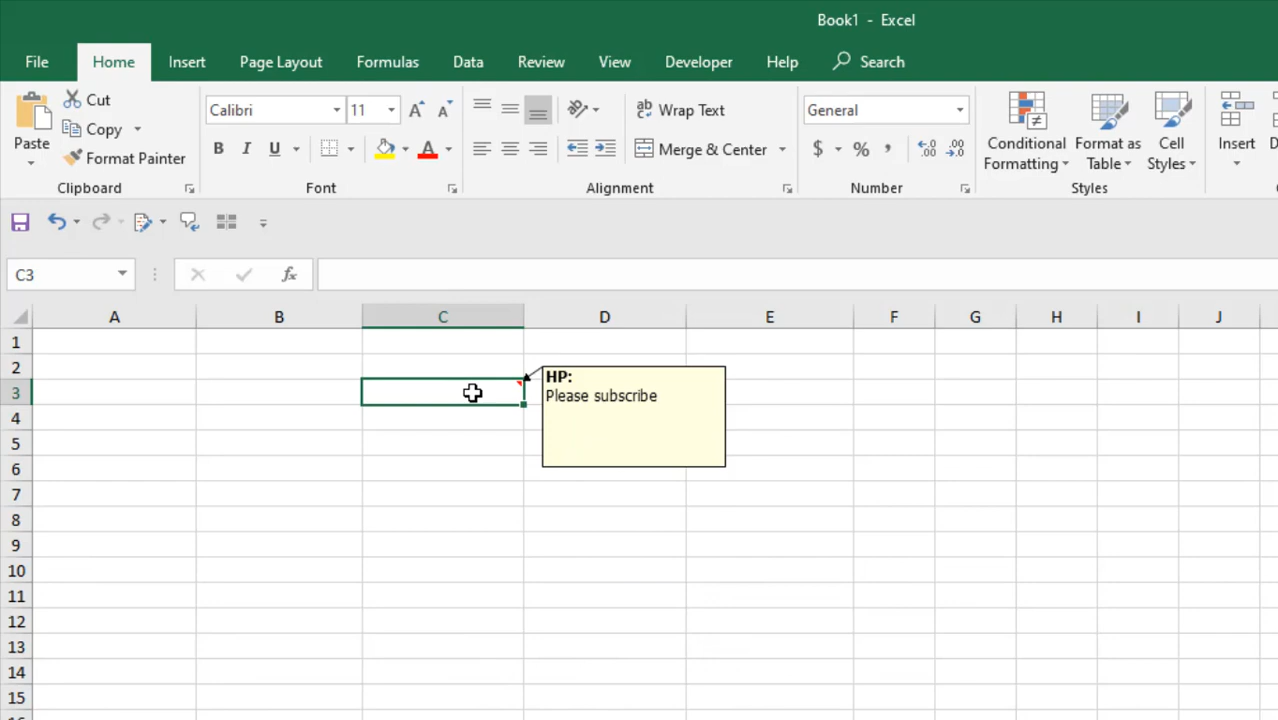 Book1 - Excel
File Home Insert Page Layout Formulas Data Review View Developer Help Search
Paste
Cut
Copy
Format Painter
Clipboard
Calibri 11
B I U A
Font
Wrap Text
Merge & Center
Alignment
General
$ % ,
Number
Conditional
Formatting
Format as
Table
Cell
Styles
Styles
Insert
C3
fx
A B C D E F G H I J
1
2
3
4
5
6
7
8
9
10
11
12
13
14
15
HP:
Please subscribe